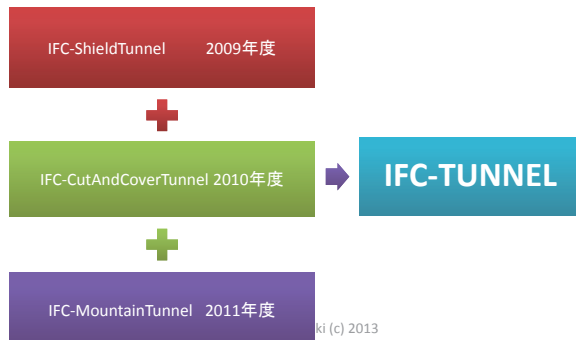 IFC-ShieldTunnel 2009年度
IFC-CutAndCoverTunnel 2010年度
IFC-TUNNEL
IFC-MountainTunnel 2011年度
(c) 2013